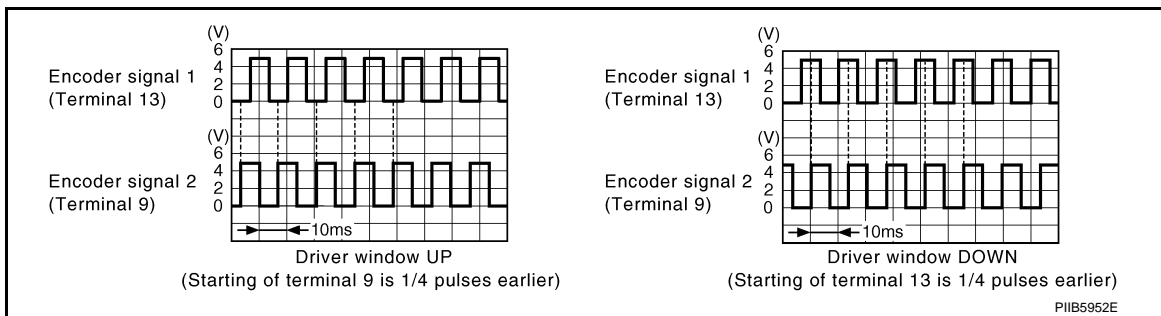 (V)
6
4
2
0
Encoder signal 1
(Terminal 13)
(V)
6
4
2
0
Encoder signal 2
(Terminal 9)
10ms
Driver window UP
(Starting of terminal 9 is 1/4 pulses earlier)
(V)
6
4
2
0
Encoder signal 1
(Terminal 13)
(V)
6
4
2
0
Encoder signal 2
(Terminal 9)
10ms
Driver window DOWN
(Starting of terminal 13 is 1/4 pulses earlier)
PIIB5952E